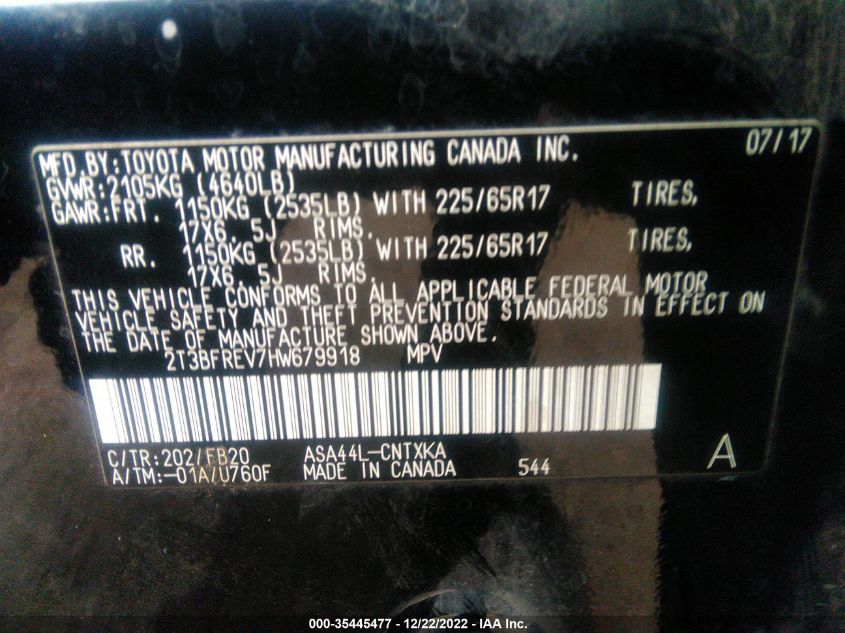 MFD. BY: TOYOTA MOTOR MANUFACTURING CANADA INC. 07/17
GVWR: 2105KG (4640LB)
GAWR: FRT. 1150KG (2535LB) WITH 225/65R17 TIRES,
17X6. 5J RIMS.
RR. 1150KG (2535LB) WITH 225/65R17 TIRES,
17X6. 5J RIMS.
THIS VEHICLE CONFORMS TO ALL APPLICABLE FEDERAL MOTOR
VEHICLE SAFETY AND THEFT PREVENTION STANDARDS IN EFFECT ON
THE DATE OF MANUFACTURE SHOWN ABOVE.
2T3BFREV7HW679918 MPV
C/TR: 202/FB20 ASA44L-CNTXKA
A/TM: -01A/U760F MADE IN CANADA 544 A
000-35445477 - 12/22/2022 - IAA Inc.